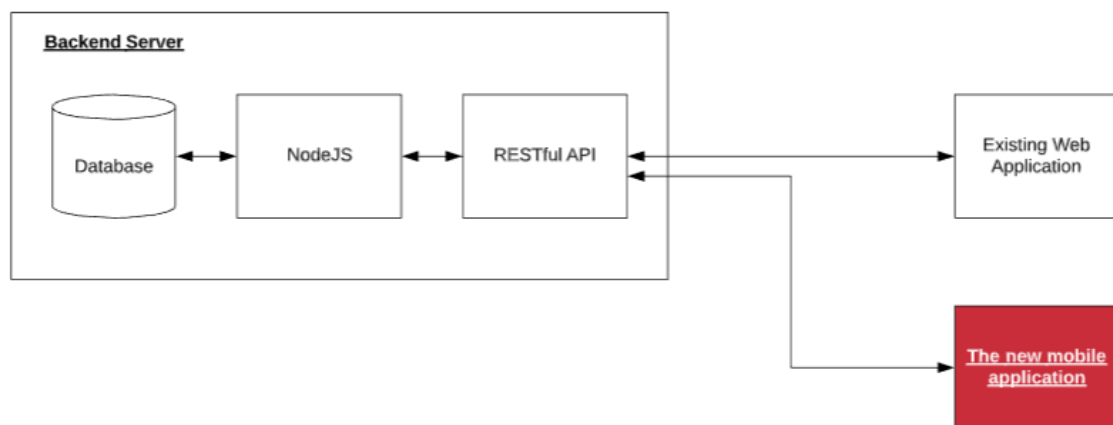 Backend Server
Database
NodeJS
RESTful API
Existing Web
Application
The new mobile
application